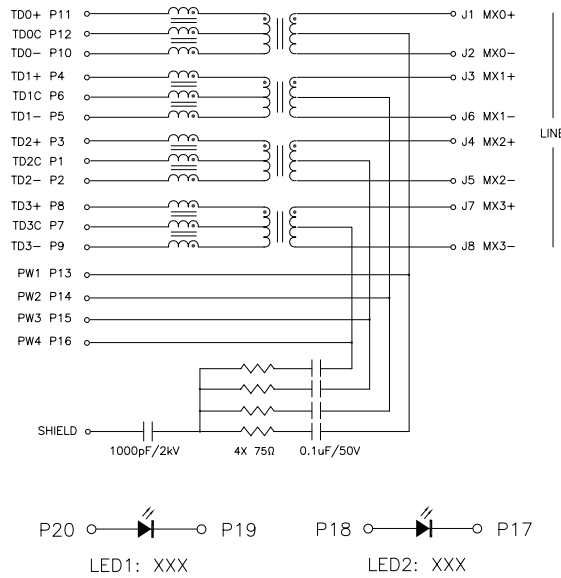 TD0+ P11 J1 MX0+
TD0C P12
TD0- P10 J2 MX0-
TD1+ P4 J3 MX1+
TD1C P6
TD1- P5 J6 MX1-
LINE
TD2+ P3 J4 MX2+
TD2C P1
TD2- P2 J5 MX2-
TD3+ P8 J7 MX3+
TD3C P7
TD3- P9 J8 MX3-
PW1 P13
PW2 P14
PW3 P15
PW4 P16
SHIELD
1000pF/2kV 4X 75Ω 0.1uF/50V
P20 P19 P18 P17
LED1: XXX LED2: XXX